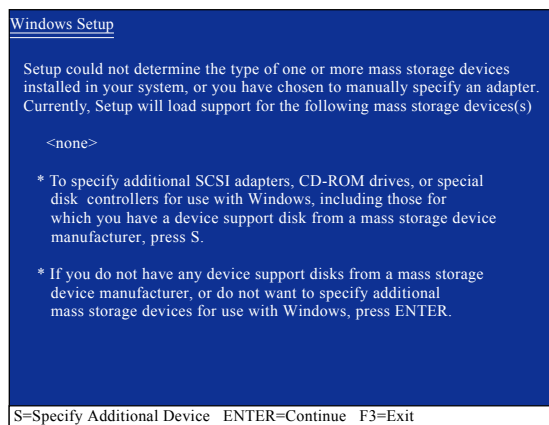 Windows Setup
Setup could not determine the type of one or more mass storage devices
installed in your system, or you have chosen to manually specify an adapter.
Currently, Setup will load support for the following mass storage devices(s)
<none>
* To specify additional SCSI adapters, CD-ROM drives, or special
disk controllers for use with Windows, including those for
which you have a device support disk from a mass storage device
manufacturer, press S.
* If you do not have any device support disks from a mass storage
device manufacturer, or do not want to specify additional
mass storage devices for use with Windows, press ENTER.
S=Specify Additional Device ENTER=Continue F3=Exit